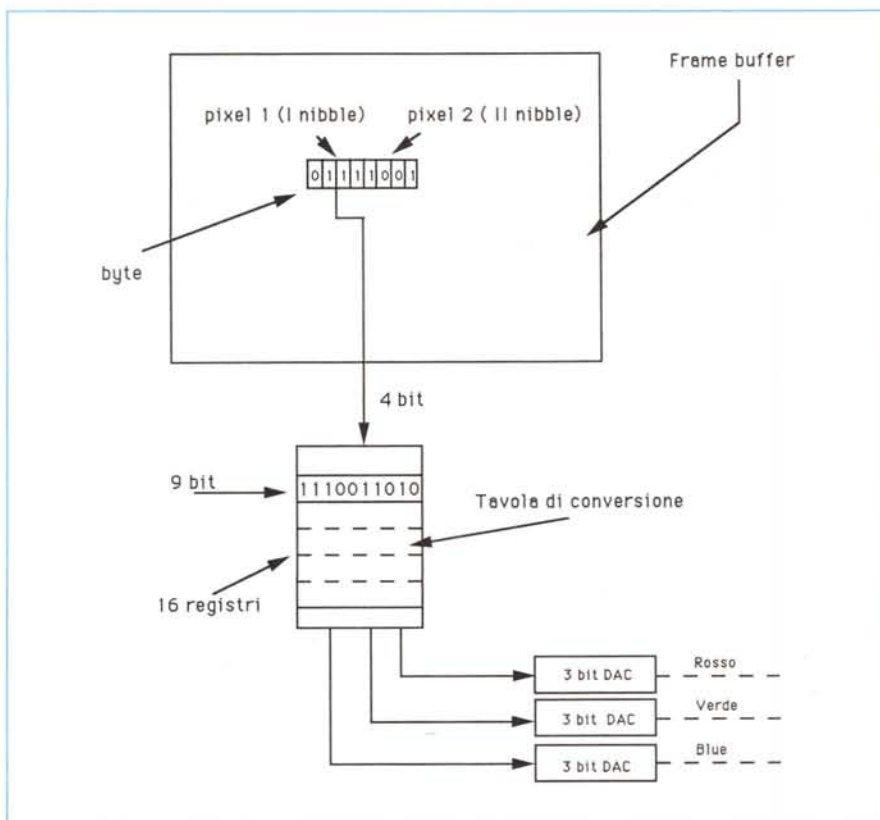 Frame buffer
pixel 1 (I nibble) pixel 2 ( II nibble)
0 1 1 1 1 0 0 1
byte
4 bit
9 bit
1110011010
Tavola di conversione
16 registri
3 bit DAC Rosso
3 bit DAC Verde
3 bit DAC Blue